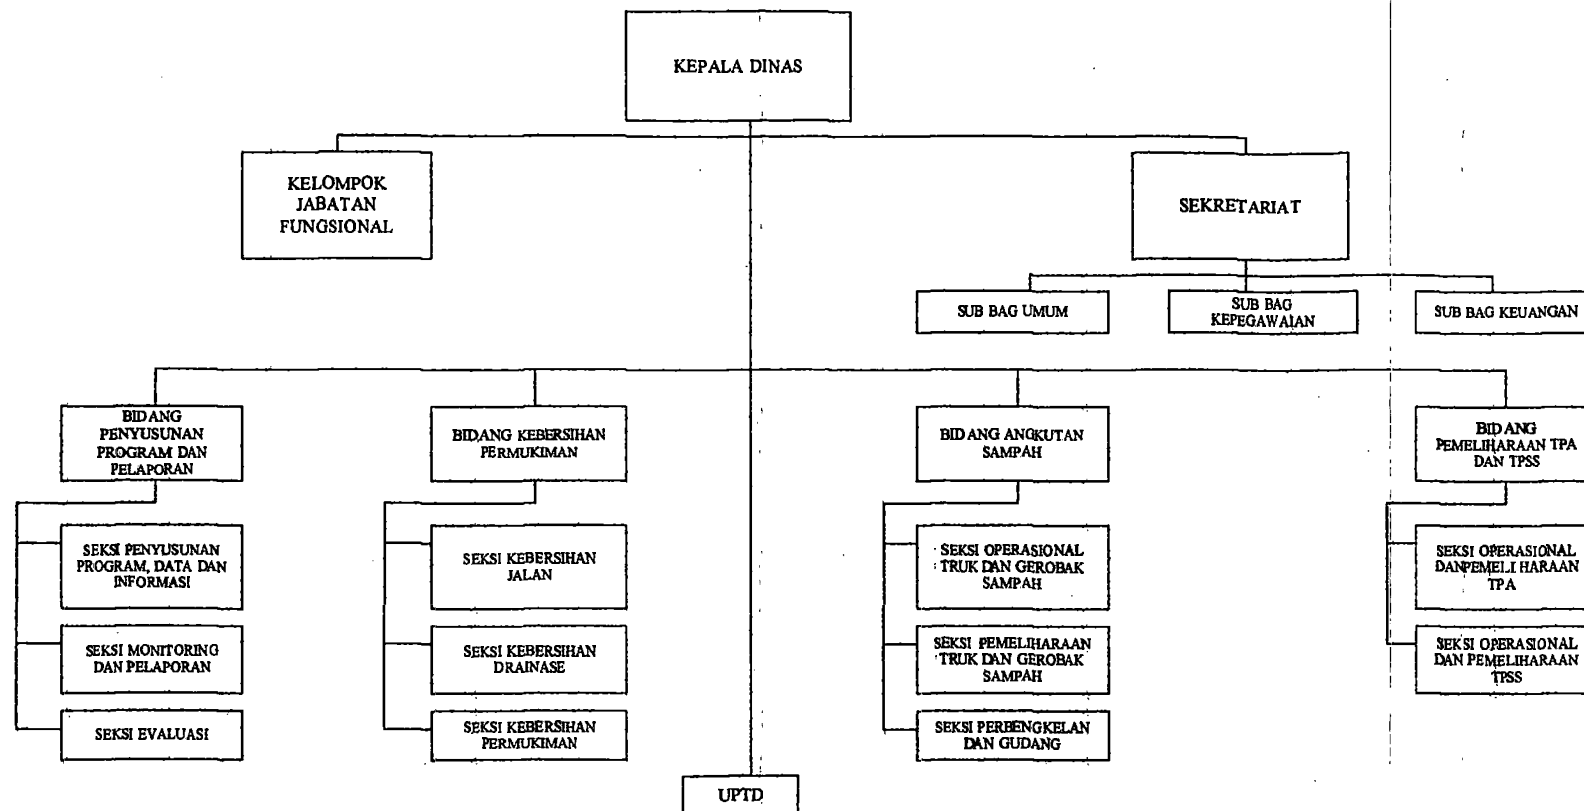 KEPALA DINAS
KELOMPOK
JABATAN
FUNGSIONAL
SEKRETARIAT
SUB BAG UMUM
SUB BAG
KEPEGAWAIAN
SUB BAG KEUANGAN
BIDANG
PENYUSUNAN
PROGRAM DAN
PELAPORAN
BIDANG KEBERSIHAN
PERMUKIMAN
BIDANG ANGKUTAN
SAMPAH
BIDANG
PEMELIHARAAN TPA
DAN TPSS
SEKSI PENYUSUNAN
PROGRAM, DATA DAN
INFORMASI
SEKSI MONITORING
DAN PELAPORAN
SEKSI EVALUASI
SEKSI KEBERSIHAN
JALAN
SEKSI KEBERSIHAN
DRAINASE
SEKSI KEBERSIHAN
PERMUKIMAN
SEKSI OPERASIONAL
TRUK DAN GEROBAK
SAMPAH
SEKSI PEMELIHARAAN
TRUK DAN GEROBAK
SAMPAH
SEKSI PERBENGKELAN
DAN GUDANG
SEKSI OPERASIONAL
DAN PEMELIHARAAN
TPA
SEKSI OPERASIONAL
DAN PEMELIHARAAN
TPSS
UPTD